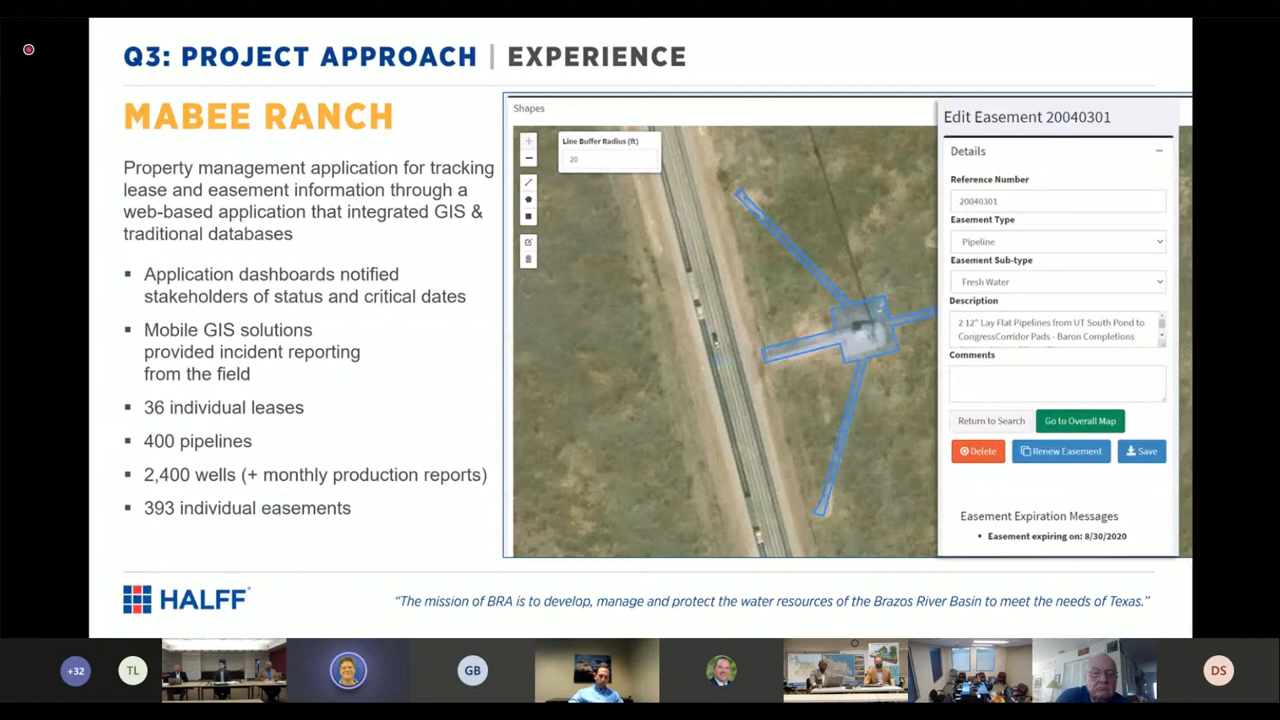 Q3: PROJECT APPROACH | EXPERIENCE
MABEE RANCH
Property management application for tracking
lease and easement information through a
web-based application that integrated GIS &
traditional databases
▪ Application dashboards notified
stakeholders of status and critical dates
▪ Mobile GIS solutions
provided incident reporting
from the field
▪ 36 individual leases
▪ 400 pipelines
▪ 2,400 wells (+ monthly production reports)
▪ 393 individual easements
Shapes
Line Buffer Radius (ft)
20
Edit Easement 20040301
Details
Reference Number
20040301
Easement Type
Pipeline
Easement Sub-type
Fresh Water
Description
2 12" Lay Flat Pipelines from UT South Pond to
CongressCorridor Pads - Baron Completions
Comments
Return to Search
Go to Overall Map
Delete
Renew Easement
Save
Easement Expiration Messages
• Easement expiring on: 8/30/2020
HALFF
"The mission of BRA is to develop, manage and protect the water resources of the Brazos River Basin to meet the needs of Texas."
+32
TL
GB
DS